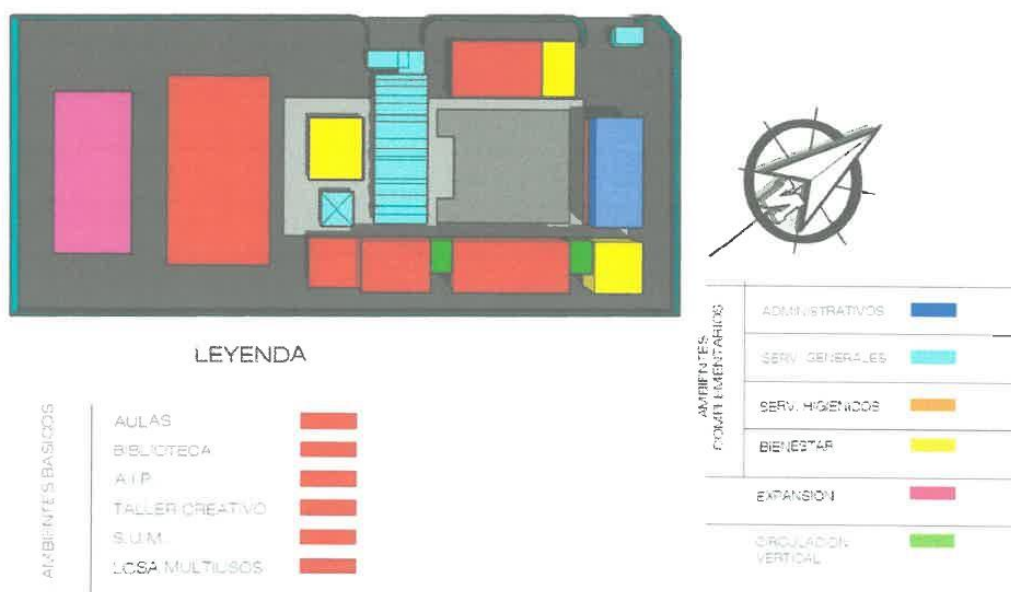 LEYENDA
AMBIENTES BASICOS
AULAS
BIBLIOTECA
A.I.P.
TALLER CREATIVO
S.U.M.
LOSA MULTIUSOS
AMBIENTES
COMPLEMENTARIOS
ADMINISTRATIVOS
SERV. GENERALES
SERV. HIGIENICOS
BIENESTAR
EXPANSION
CIRCULACION
VERTICAL